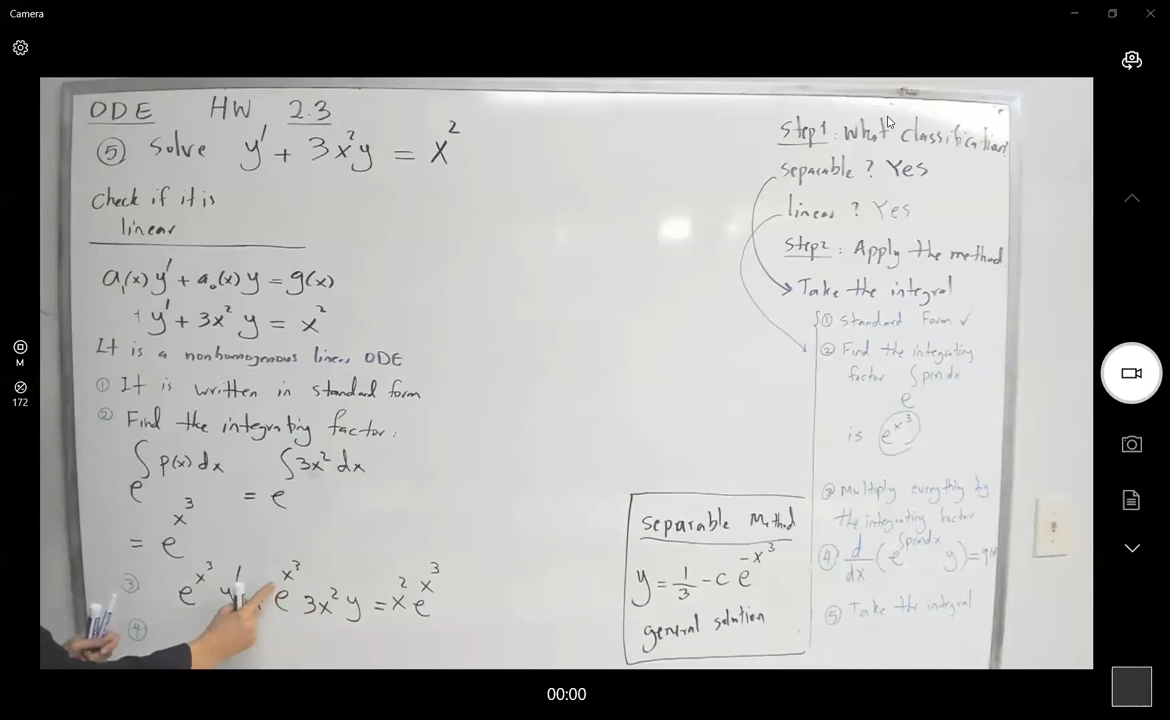 Camera
ODE HW 2.3
⑤ Solve y' + 3x²y = x²
Check if it is
linear
a₁(x) y' + a₀(x) y = g(x)
1 y' + 3x² y = x²
It is a nonhomogenous linear ODE
① It is written in standard form
② Find the integrating factor:
e^∫p(x)dx = e^∫3x²dx
= e^x³
③ e^x³ y' + e^x³ 3x²y = x² e^x³
④
Separable Method
y = 1/3 - c e^-x³
general solution
Step 1: What classification?
separable? Yes
linear? Yes
Step 2: Apply the method
Take the integral
① Standard Form ✓
② Find the integrating
factor e^∫p(x)dx
is e^x³
③ Multiply everything by
the integrating factor
④ d/dx (e^∫p(x)dx y) =
⑤ Take the integral
M
172
00:00